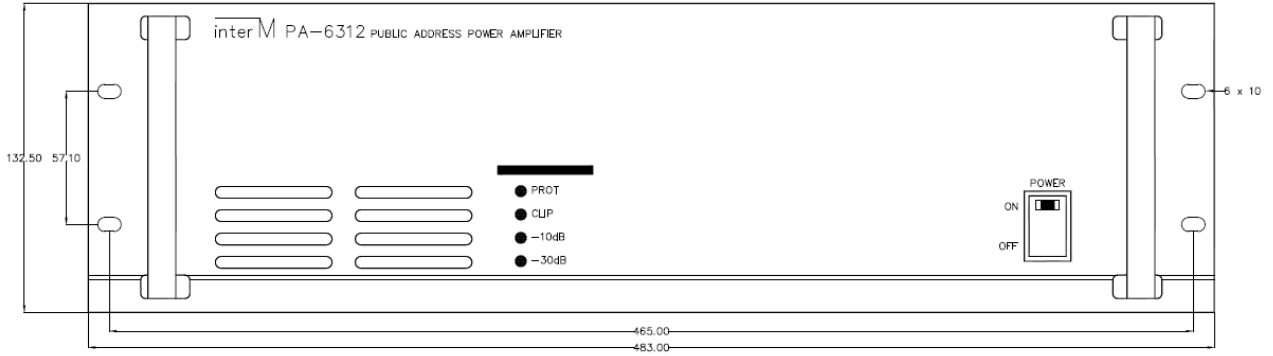 inter M PA-6312 PUBLIC ADDRESS POWER AMPLIFIER
6 x 10
132.50
57.10
PROT
CLIP
-10dB
-30dB
POWER
ON
OFF
465.00
483.00